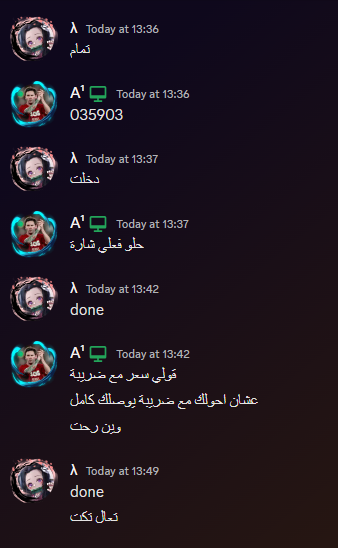 λ Today at 13:36
تمام
A¹ Today at 13:36
035903
λ Today at 13:37
دخلت
A¹ Today at 13:37
حلو فعلي شارة
λ Today at 13:42
done
A¹ Today at 13:42
قولي سعر مع ضريبة
عشان احولك مع ضريبة يوصلك كامل
وين رحت
λ Today at 13:49
done
تعال تكت